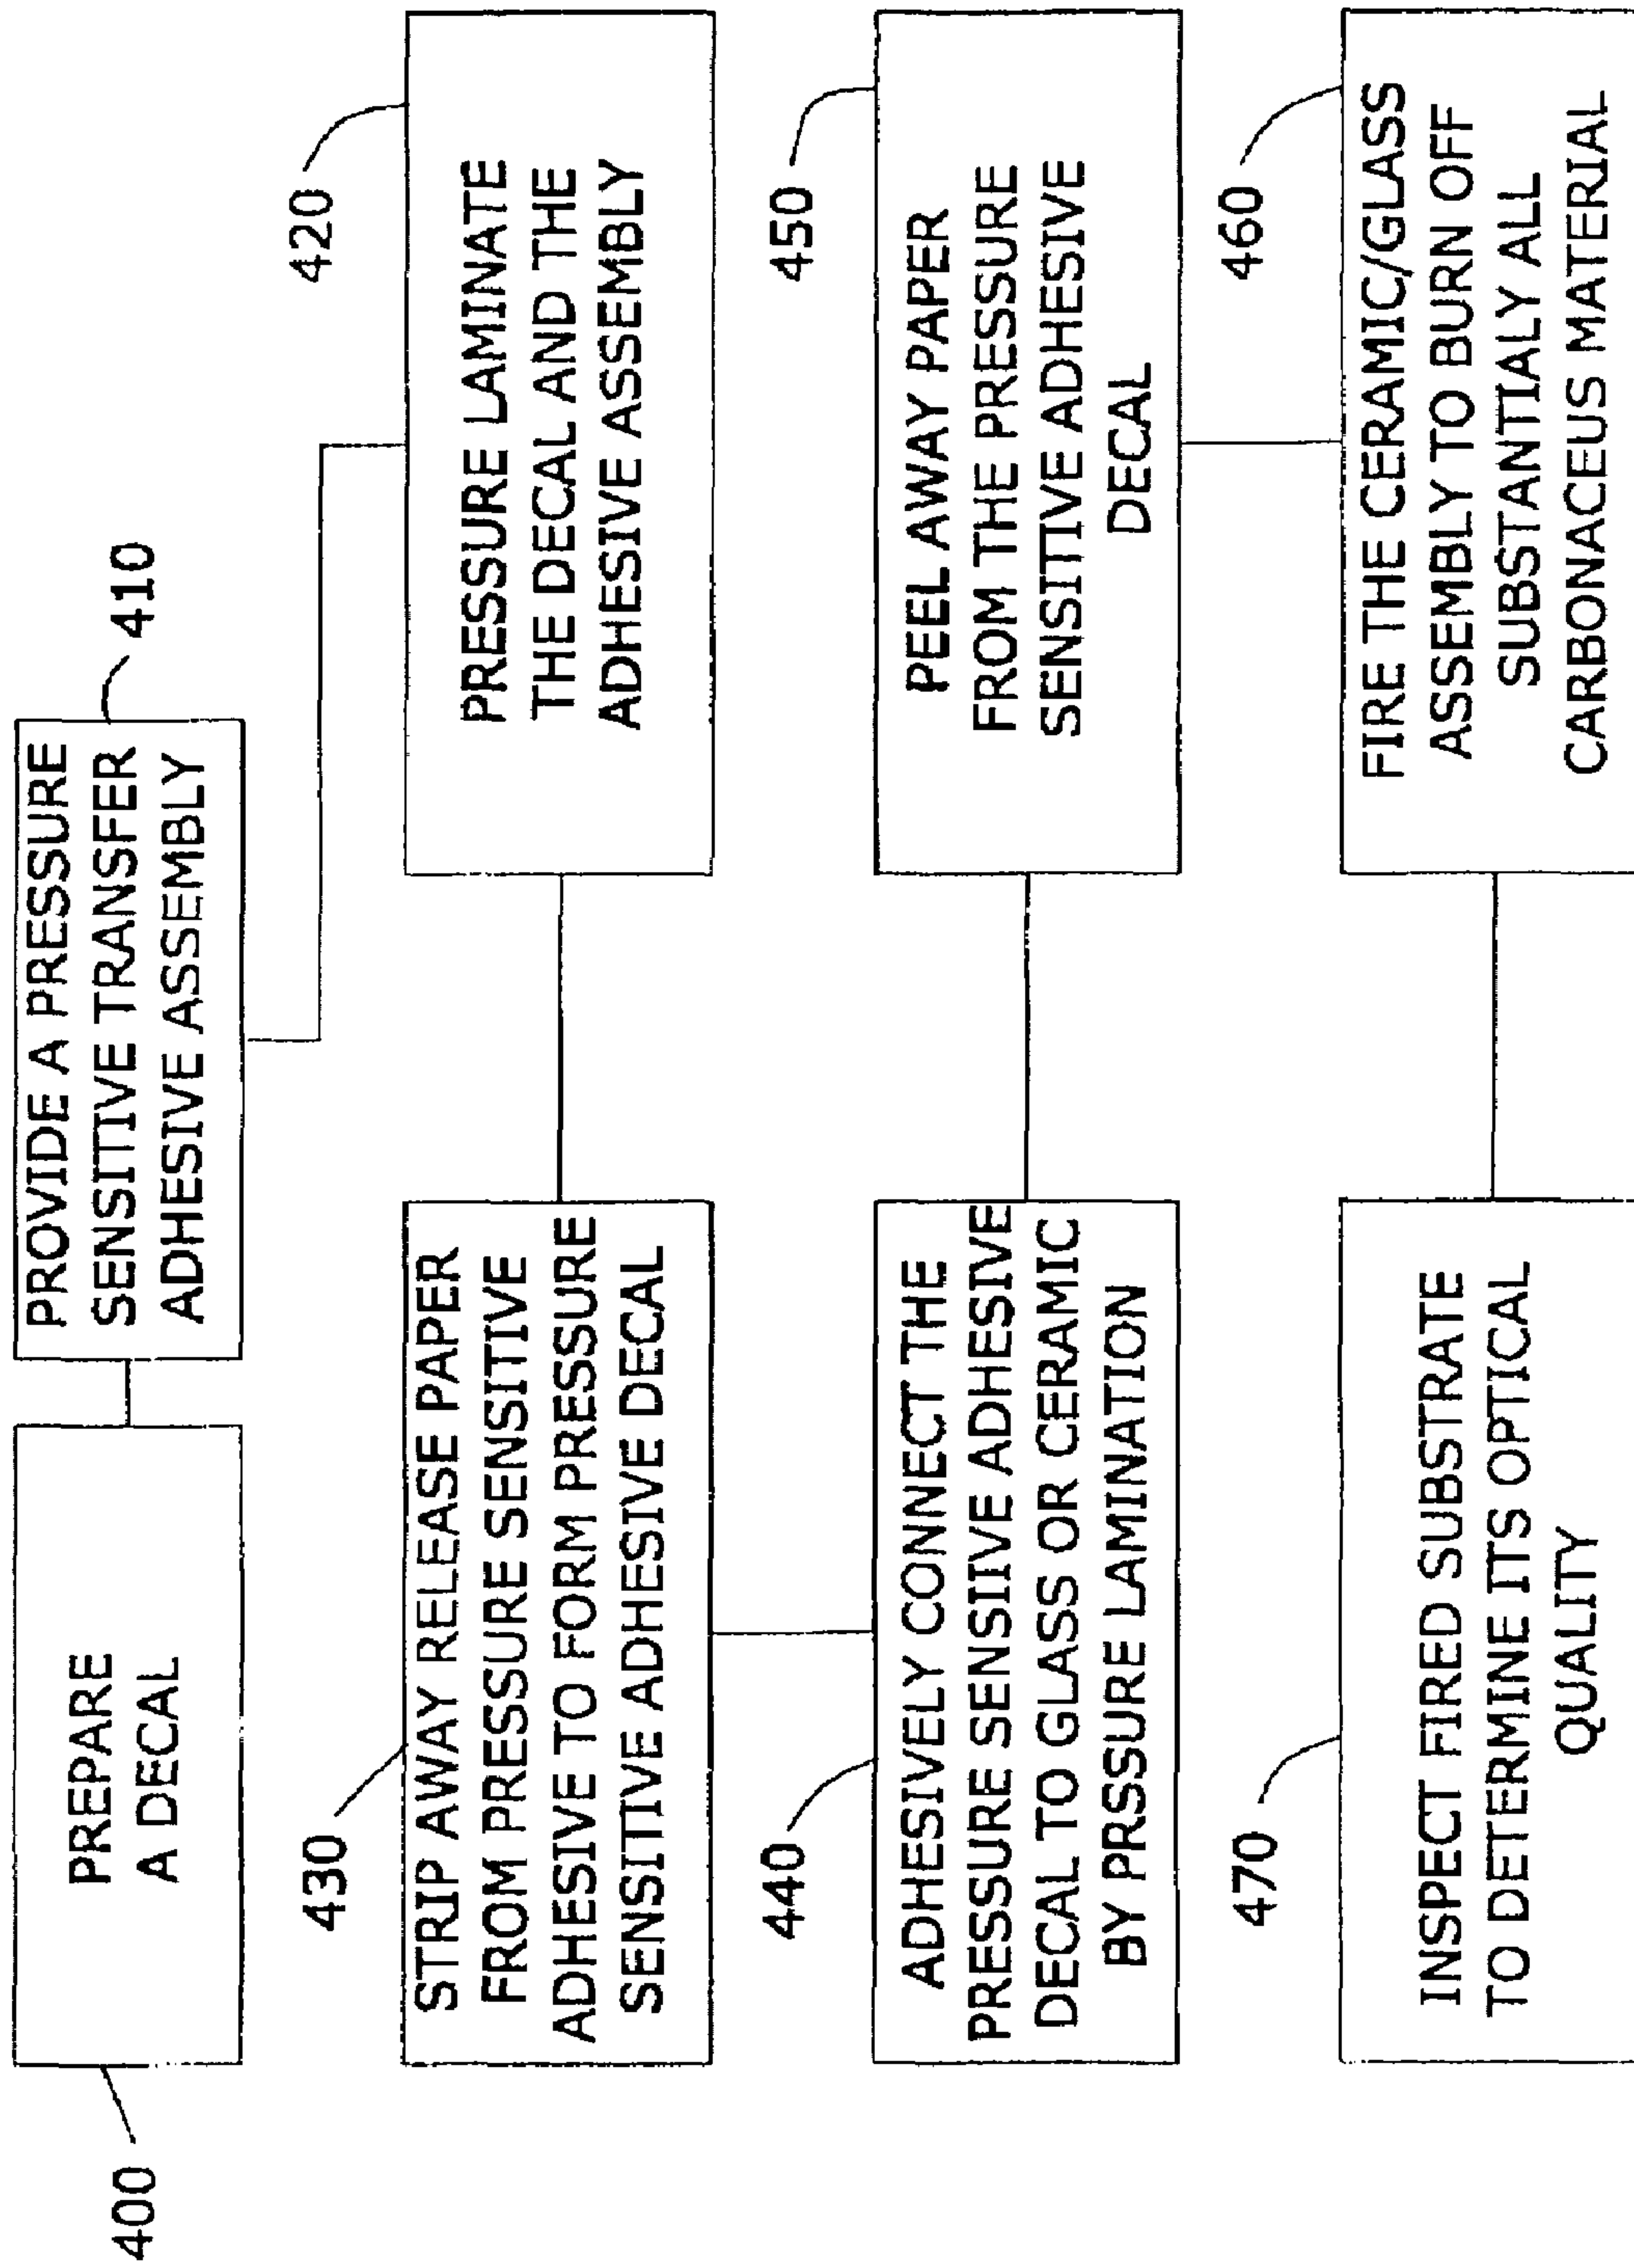 400
PREPARE
A DECAL
PROVIDE A PRESSURE
SENSITIVE TRANSFER
ADHESIVE ASSEMBLY
410
420
PRESSURE LAMINATE
THE DECAL AND THE
ADHESIVE ASSEMBLY
430
STRIP AWAY RELEASE PAPER
FROM PRESSURE SENSITIVE
ADHESIVE TO FORM PRESSURE
SENSITIVE ADHESIVE DECAL
440
ADHESIVELY CONNECT THE
PRESSURE SENSITIVE ADHESIVE
DECAL TO GLASS OR CERAMIC
BY PRSSURE LAMINATION
450
PEEL AWAY PAPER
FROM THE PRESSURE
SENSITIVE ADHESIVE
DECAL
460
FIRE THE CERAMIC/GLASS
ASSEMBLY TO BURN OFF
SUBSTANTIALY ALL
CARBONACEUS MATERIAL
470
INSPECT FIRED SUBSTRATE
TO DETERMINE ITS OPTICAL
QUALITY